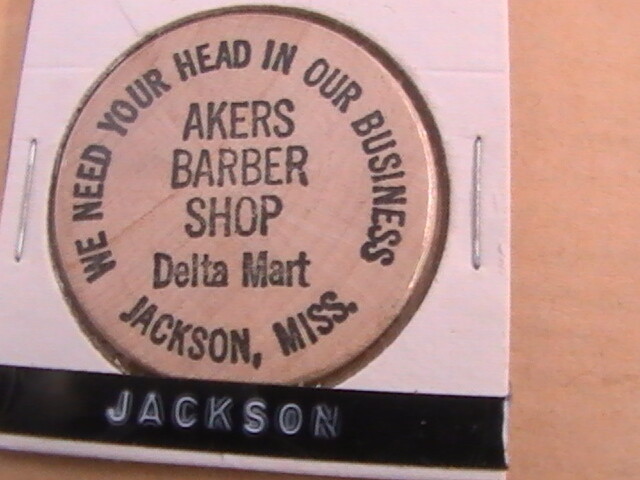 WE NEED YOUR HEAD IN OUR BUSINESS
AKERS
BARBER
SHOP
Delta Mart
JACKSON, MISS.
JACKSON